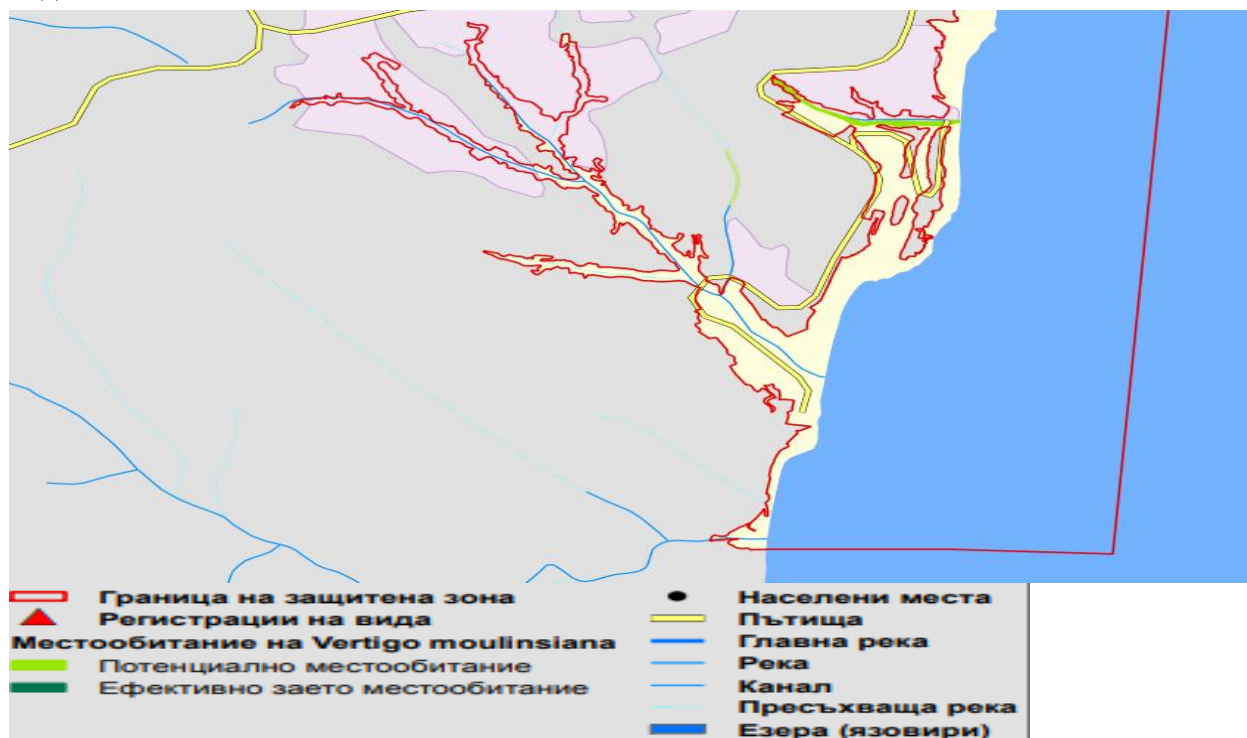 Граница на защитена зона
Регистрации на вида
Местообитание на Vertigo moulinsiana
Потенциално местообитание
Ефективно заето местообитание
Населени места
Пътища
Главна река
Река
Канал
Пресъхваща река
Езера (язовири)